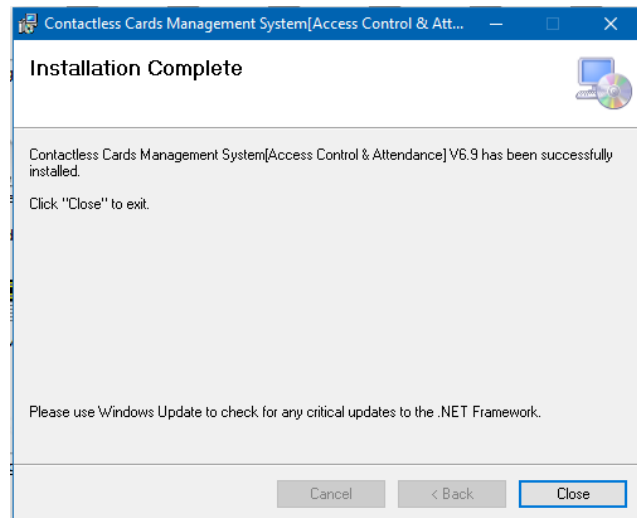 Contactless Cards Management System[Access Control & Att...
Installation Complete
Contactless Cards Management System[Access Control & Attendance] V6.9 has been successfully
installed.
Click "Close" to exit.
Please use Windows Update to check for any critical updates to the .NET Framework.
Cancel
< Back
Close